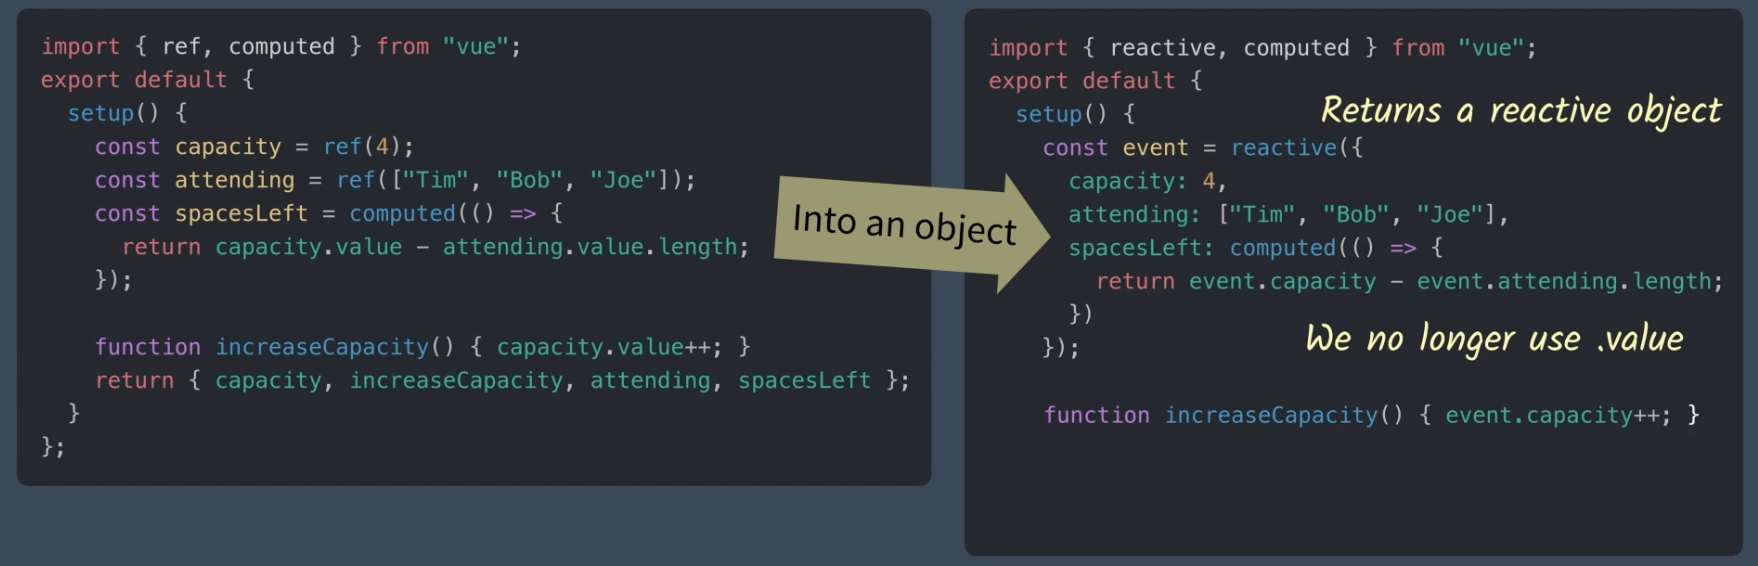 import { ref, computed } from "vue";
export default {
  setup() {
    const capacity = ref(4);
    const attending = ref(["Tim", "Bob", "Joe"]);
    const spacesLeft = computed(() => {
      return capacity.value - attending.value.length;
    });

    function increaseCapacity() { capacity.value++; }
    return { capacity, increaseCapacity, attending, spacesLeft };
  }
};
Into an object
import { reactive, computed } from "vue";
export default {
  setup() {
Returns a reactive object
    const event = reactive({
      capacity: 4,
      attending: ["Tim", "Bob", "Joe"],
      spacesLeft: computed(() => {
        return event.capacity - event.attending.length;
      })
We no longer use .value
    });

    function increaseCapacity() { event.capacity++; }